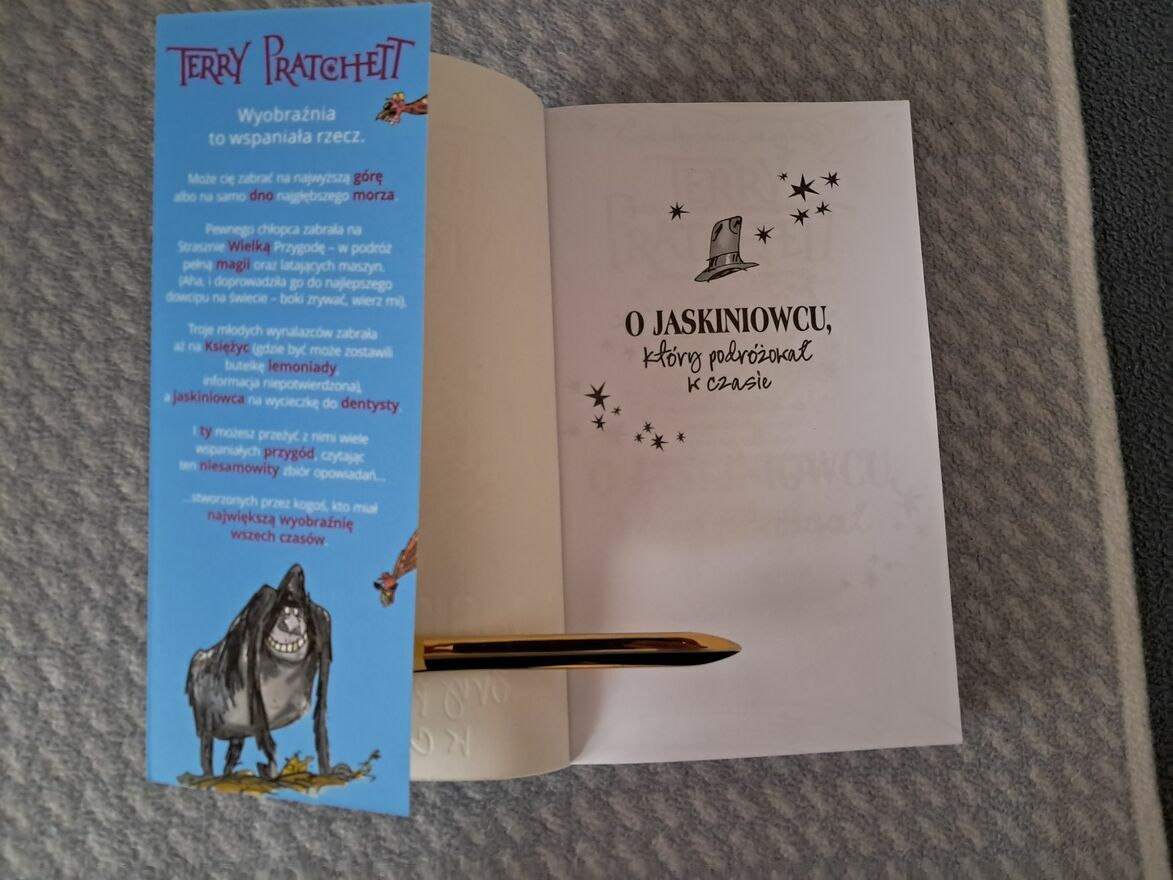 TERRY PRATCHETT
Wyobraźnia
to wspaniała rzecz.
Może cię zabrać na najwyższą górę
albo na samo dno najgłębszego morza.
Pewnego chłopca zabrała na
Strasznie Wielką Przygodę – w podróż
pełną magii oraz latających maszyn.
(Aha, i doprowadziła go do najlepszego
dowcipu na świecie – boki zrywać, wierz mi),
Troje młodych wynalazców zabrała
aż na Księżyc (gdzie być może zostawili
butelkę lemoniady,
informacja niepotwierdzona),
a jaskiniowca na wycieczkę do dentysty.
I ty możesz przeżyć z nimi wiele
wspaniałych przygód, czytając
ten niesamowity zbiór opowiadań...
...stworzonych przez kogoś, kto miał
największą wyobraźnię
wszech czasów.
O JASKINIOWCU,
który podróżował
w czasie